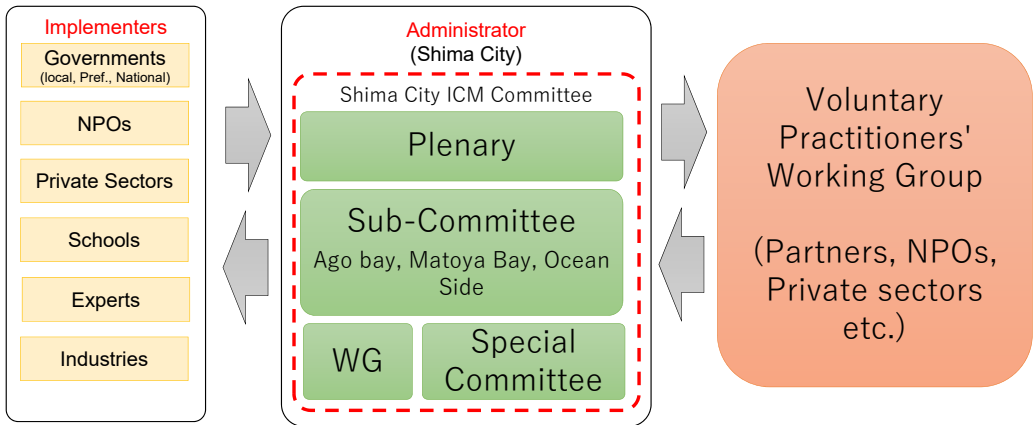 Implementers
Governments
(local, Pref., National)
NPOs
Private Sectors
Schools
Experts
Industries
Administrator
(Shima City)
Shima City ICM Committee
Plenary
Sub-Committee
Ago bay, Matoya Bay, Ocean
Side
WG
Special
Committee
Voluntary
Practitioners'
Working Group
(Partners, NPOs,
Private sectors
etc.)